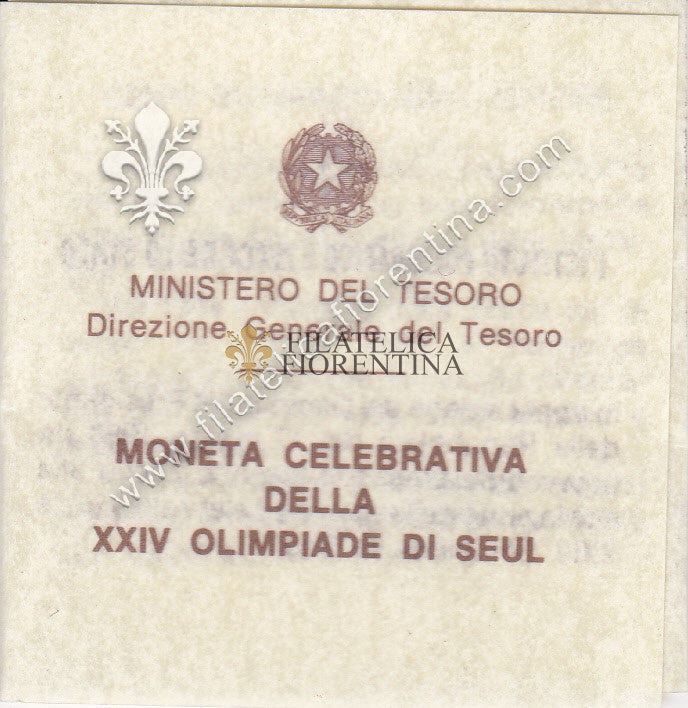 MINISTERO DEL TESORO
Direzione Generale del Tesoro
FILATELICA
FIORENTINA
www.filatelicafiorentina.com
MONETA CELEBRATIVA
DELLA
XXIV OLIMPIADE DI SEUL